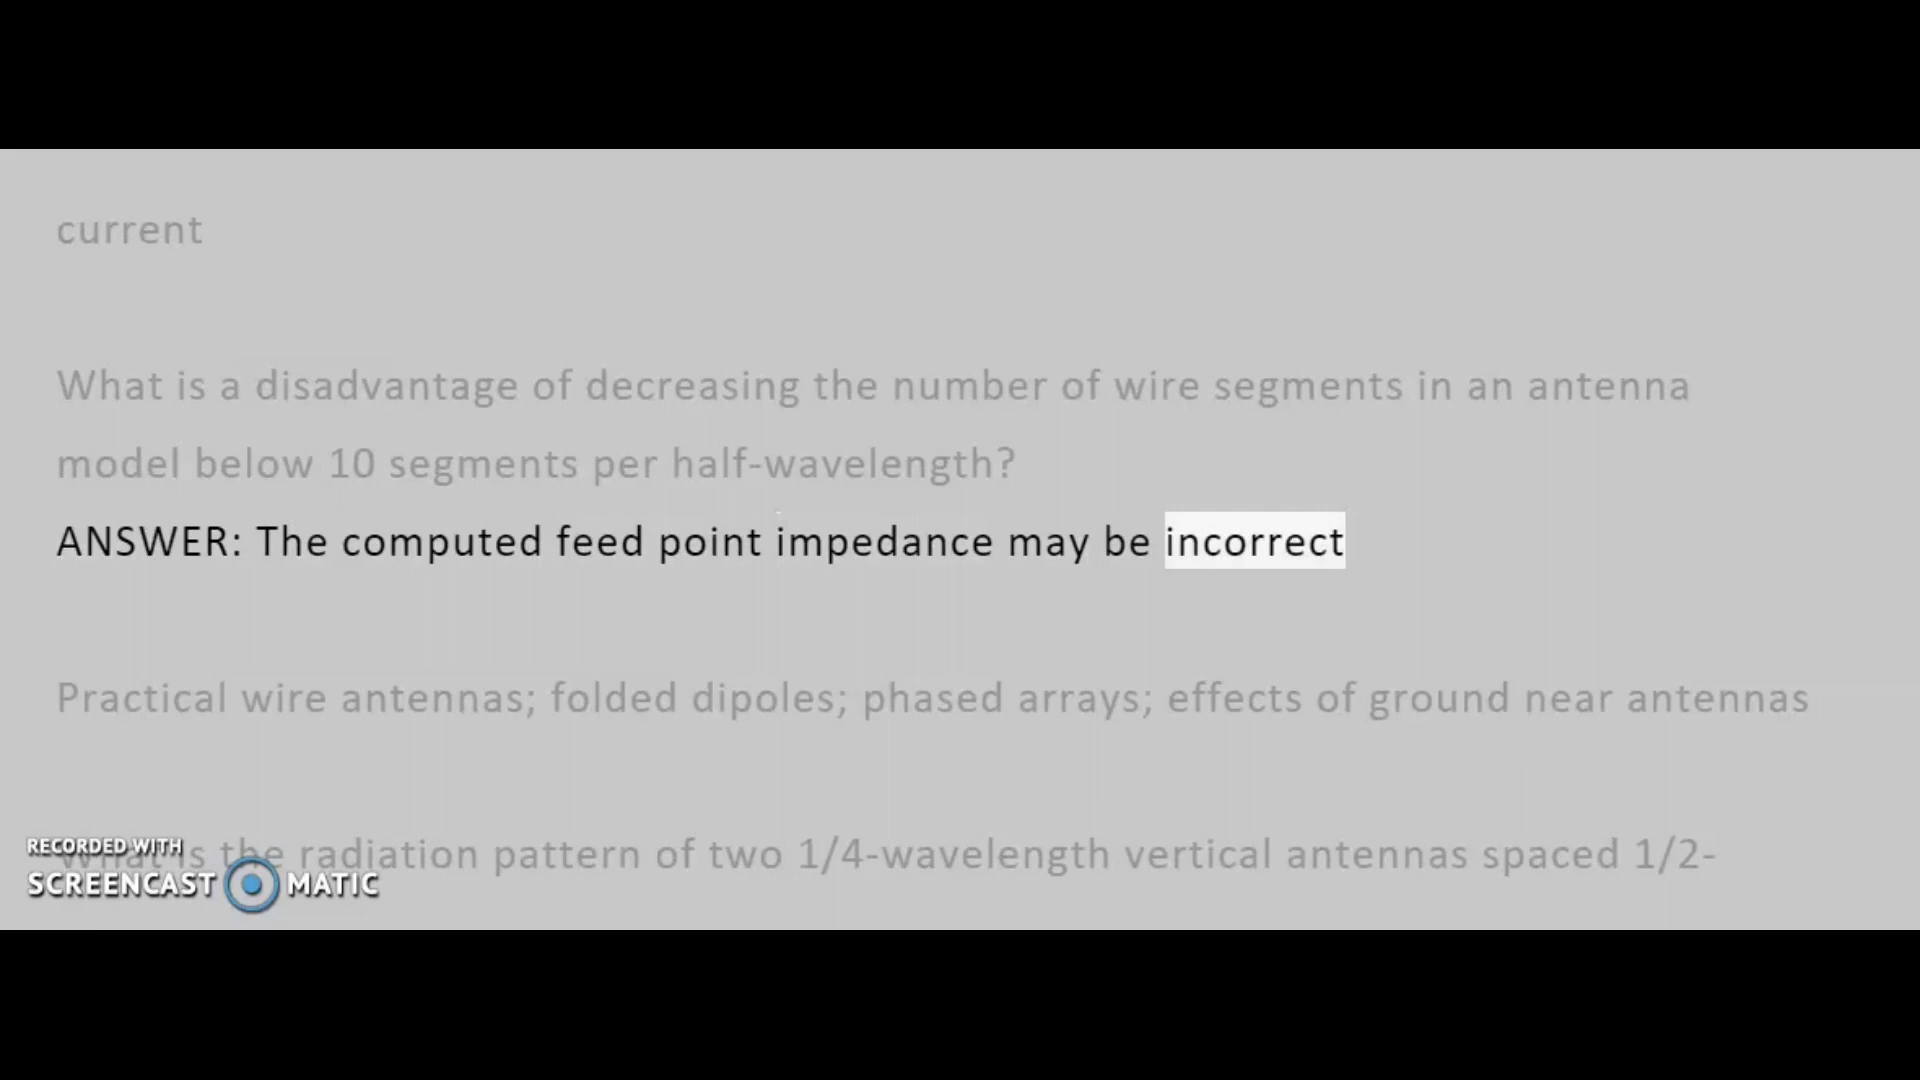 current
What is a disadvantage of decreasing the number of wire segments in an antenna
model below 10 segments per half-wavelength?
ANSWER: The computed feed point impedance may be incorrect
Practical wire antennas; folded dipoles; phased arrays; effects of ground near antennas
What is the radiation pattern of two 1/4-wavelength vertical antennas spaced 1/2-
RECORDED WITH
SCREENCAST MATIC